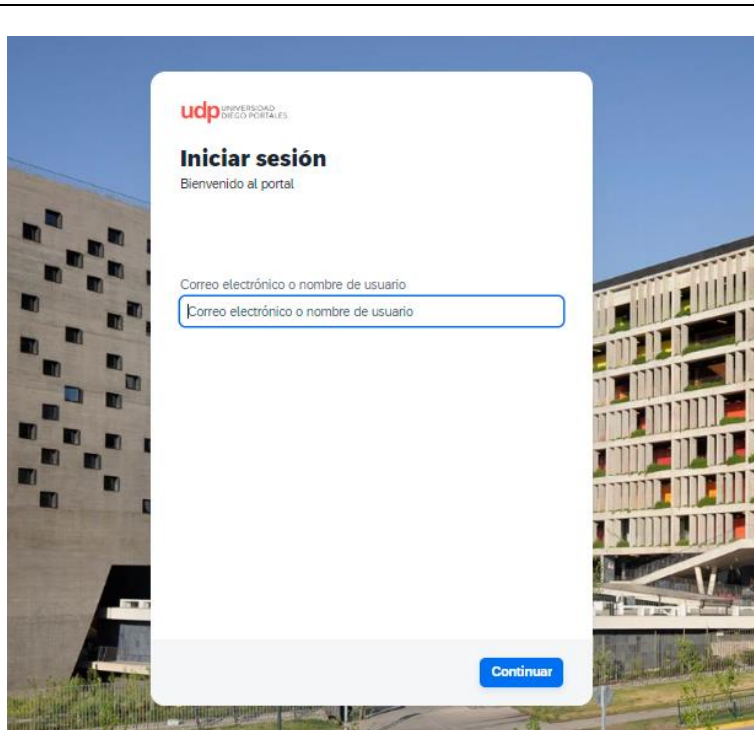 udp UNIVERSIDAD
DIEGO PORTALES
Iniciar sesión
Bienvenido al portal
Correo electrónico o nombre de usuario
Correo electrónico o nombre de usuario
Continuar